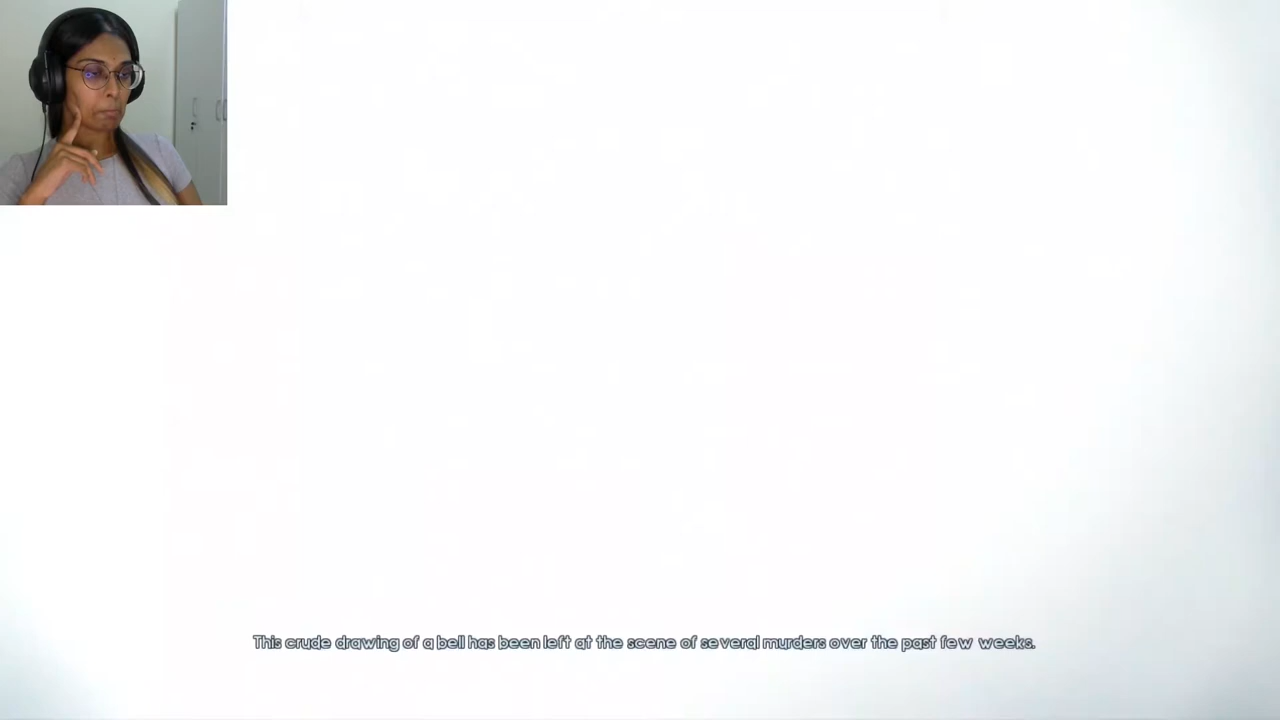 This crude drawing of a bell has been left at the scene of several murders over the past few weeks.